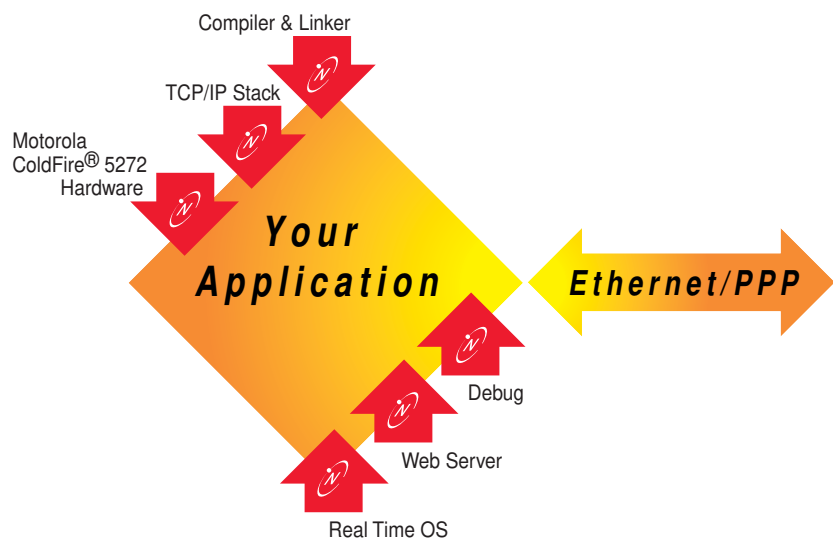 Compiler & Linker
TCP/IP Stack
Motorola
ColdFire® 5272
Hardware
Your
Application
Ethernet/PPP
Debug
Web Server
Real Time OS
N
N
N
N
N
N